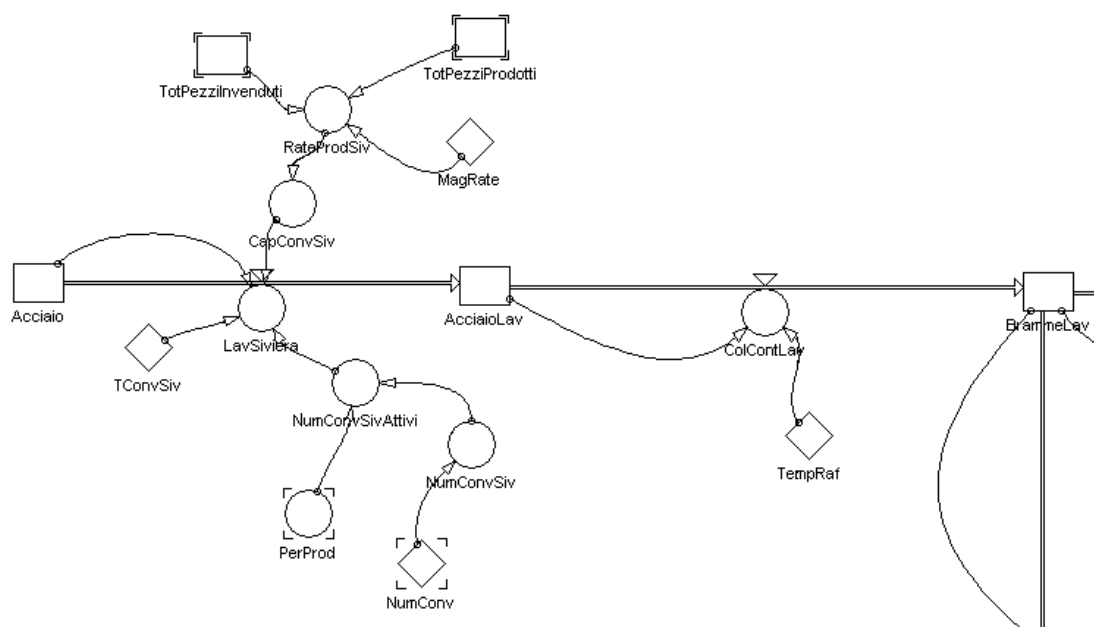 TotPezziInvenduti
TotPezziProdotti
RateProdSiv
MagRate
CapConvSiv
Acciaio
LavSiviera
AcciaioLav
ColContLav
BrammeLav
TConvSiv
NumConvSivAttivi
NumConvSiv
TempRaf
PerProd
NumConv